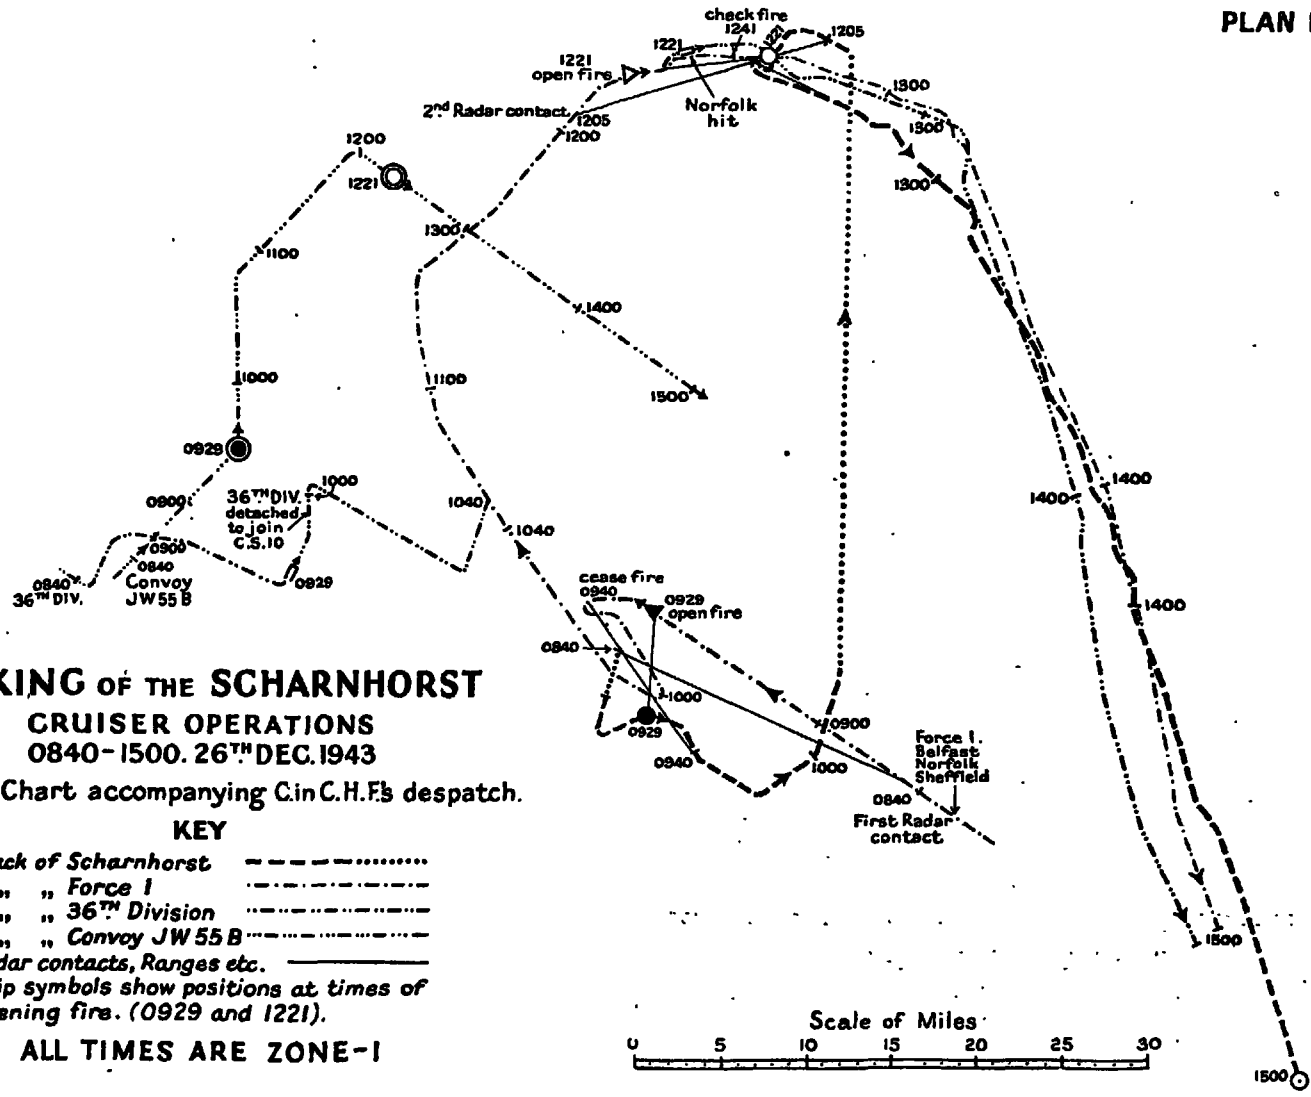 PLAN
check fire
1241
1221
1205
1221
1221
open fire
Norfolk
hit
2nd Radar contact
1205
1200
1300
1300
1300
1200
1221
1300
1100
1400
1500
1000
1100
0929
0900
36TH DIV.
detached
to join
C.S.10
1000
1040
1040
0900
0840
Convoy
JW55B
0840
36TH DIV.
0929
1400
1400
1400
cease fire
0940
0929
open fire
0840
1000
0929
0940
0900
1000
Force 1.
Belfast
Norfolk
Sheffield
0840
First Radar
contact
KING OF THE SCHARNHORST
CRUISER OPERATIONS
0840-1500. 26TH DEC. 1943
Chart accompanying C.in C.H.F.'s despatch.
KEY
ck of Scharnhorst
" " Force 1
" " 36TH Division
" " Convoy JW 55B
dar contacts, Ranges etc.
ip symbols show positions at times of
ening fire. (0929 and 1221).
ALL TIMES ARE ZONE-1
1500
Scale of Miles
0 5 10 15 20 25 30
1500